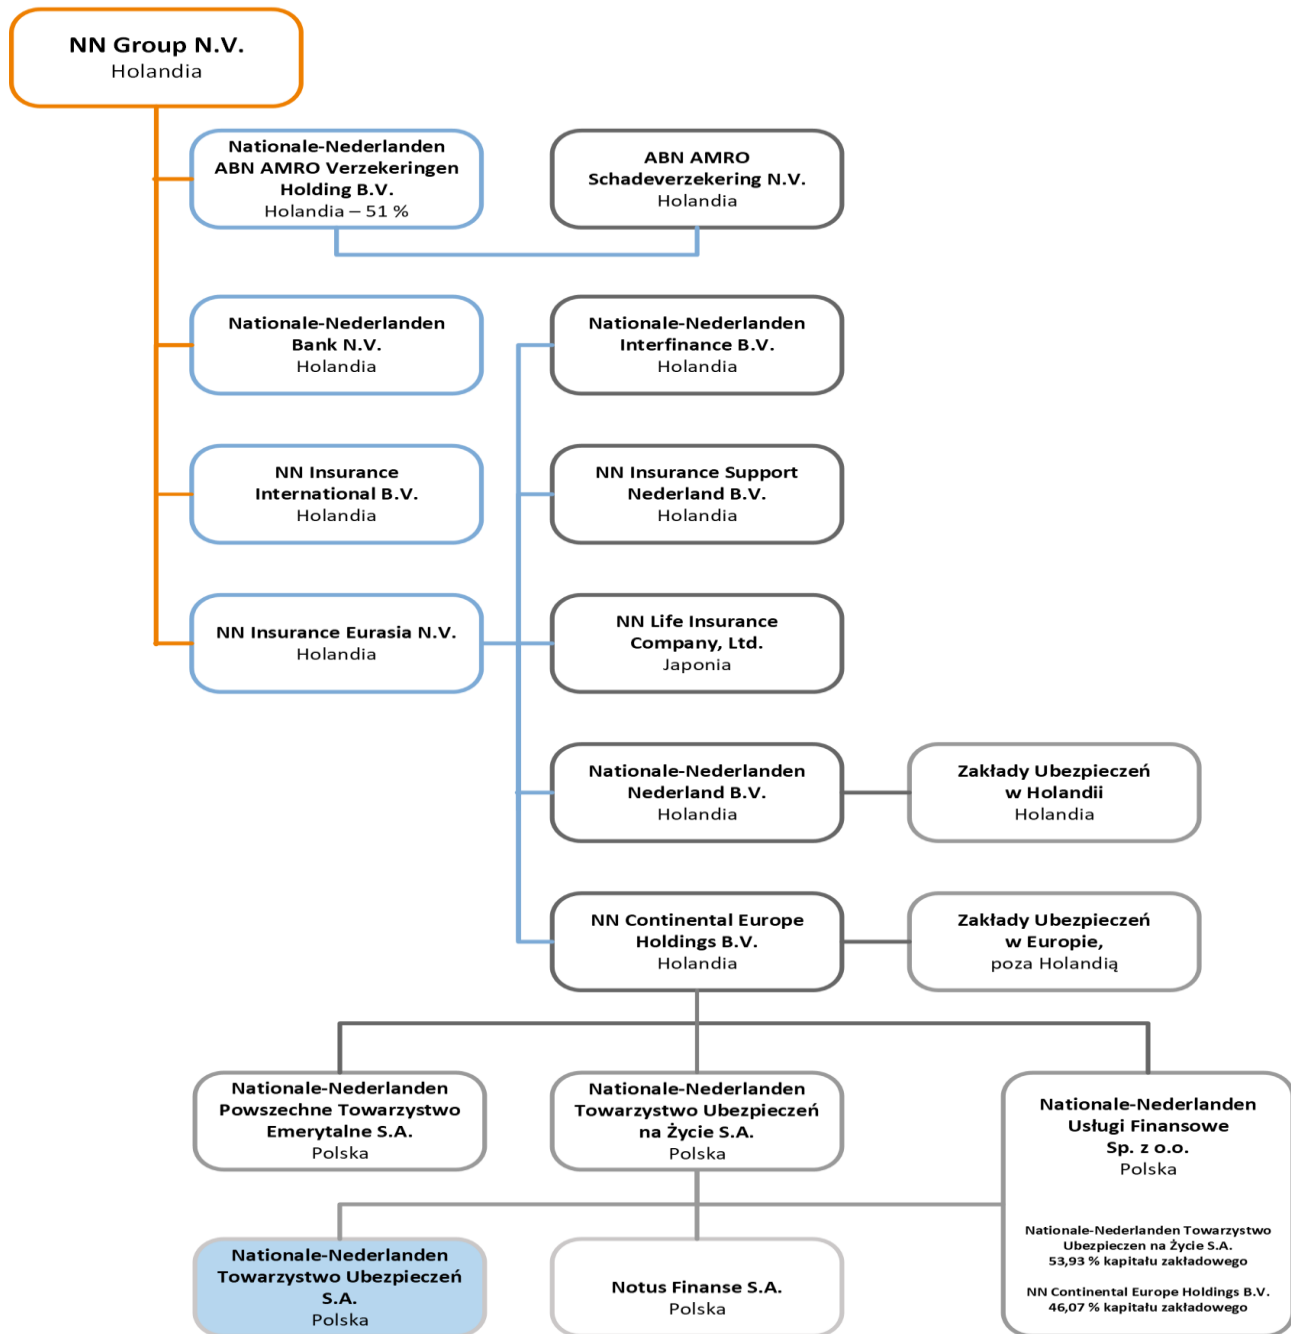 NN Group N.V.
Holandia
Nationale-Nederlanden
ABN AMRO Verzekeringen
Holding B.V.
Holandia – 51 %
ABN AMRO
Schadeverzekering N.V.
Holandia
Nationale-Nederlanden
Bank N.V.
Holandia
Nationale-Nederlanden
Interfinance B.V.
Holandia
NN Insurance
International B.V.
Holandia
NN Insurance Support
Nederland B.V.
Holandia
NN Insurance Eurasia N.V.
Holandia
NN Life Insurance
Company, Ltd.
Japonia
Nationale-Nederlanden
Nederland B.V.
Holandia
Zakłady Ubezpieczeń
w Holandii
Holandia
NN Continental Europe
Holdings B.V.
Holandia
Zakłady Ubezpieczeń
w Europie,
poza Holandią
Nationale-Nederlanden
Powszechne Towarzystwo
Emerytalne S.A.
Polska
Nationale-Nederlanden
Towarzystwo Ubezpieczeń
na Życie S.A.
Polska
Nationale-Nederlanden
Usługi Finansowe
Sp. z o.o.
Polska
Nationale-Nederlanden Towarzystwo
Ubezpieczen na Życie S.A.
53,93 % kapitału zakładowego
NN Continental Europe Holdings B.V.
46,07 % kapitału zakładowego
Nationale-Nederlanden
Towarzystwo Ubezpieczeń
S.A.
Polska
Notus Finanse S.A.
Polska